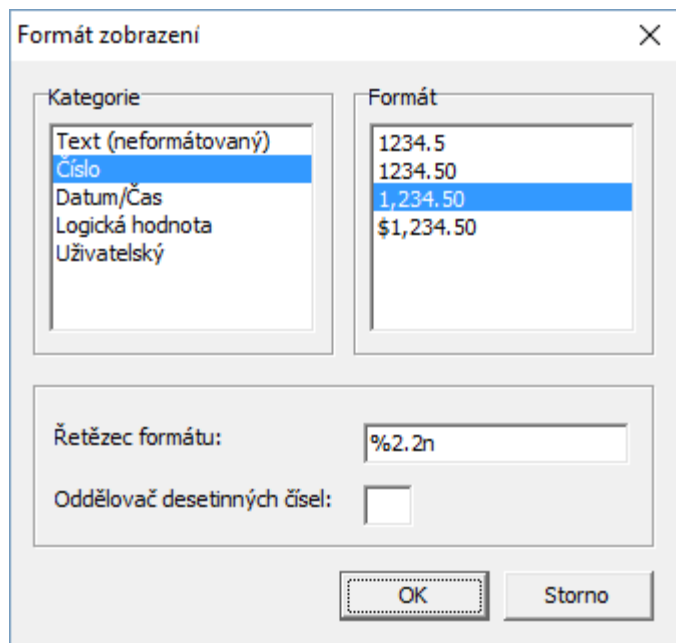 Formát zobrazení
Kategorie
Text (neformátovaný)
Číslo
Datum/Čas
Logická hodnota
Uživatelský
Formát
1234.5
1234.50
1,234.50
$1,234.50
Řetězec formátu:
%2.2n
Oddělovač desetinných čísel:
OK
Storno